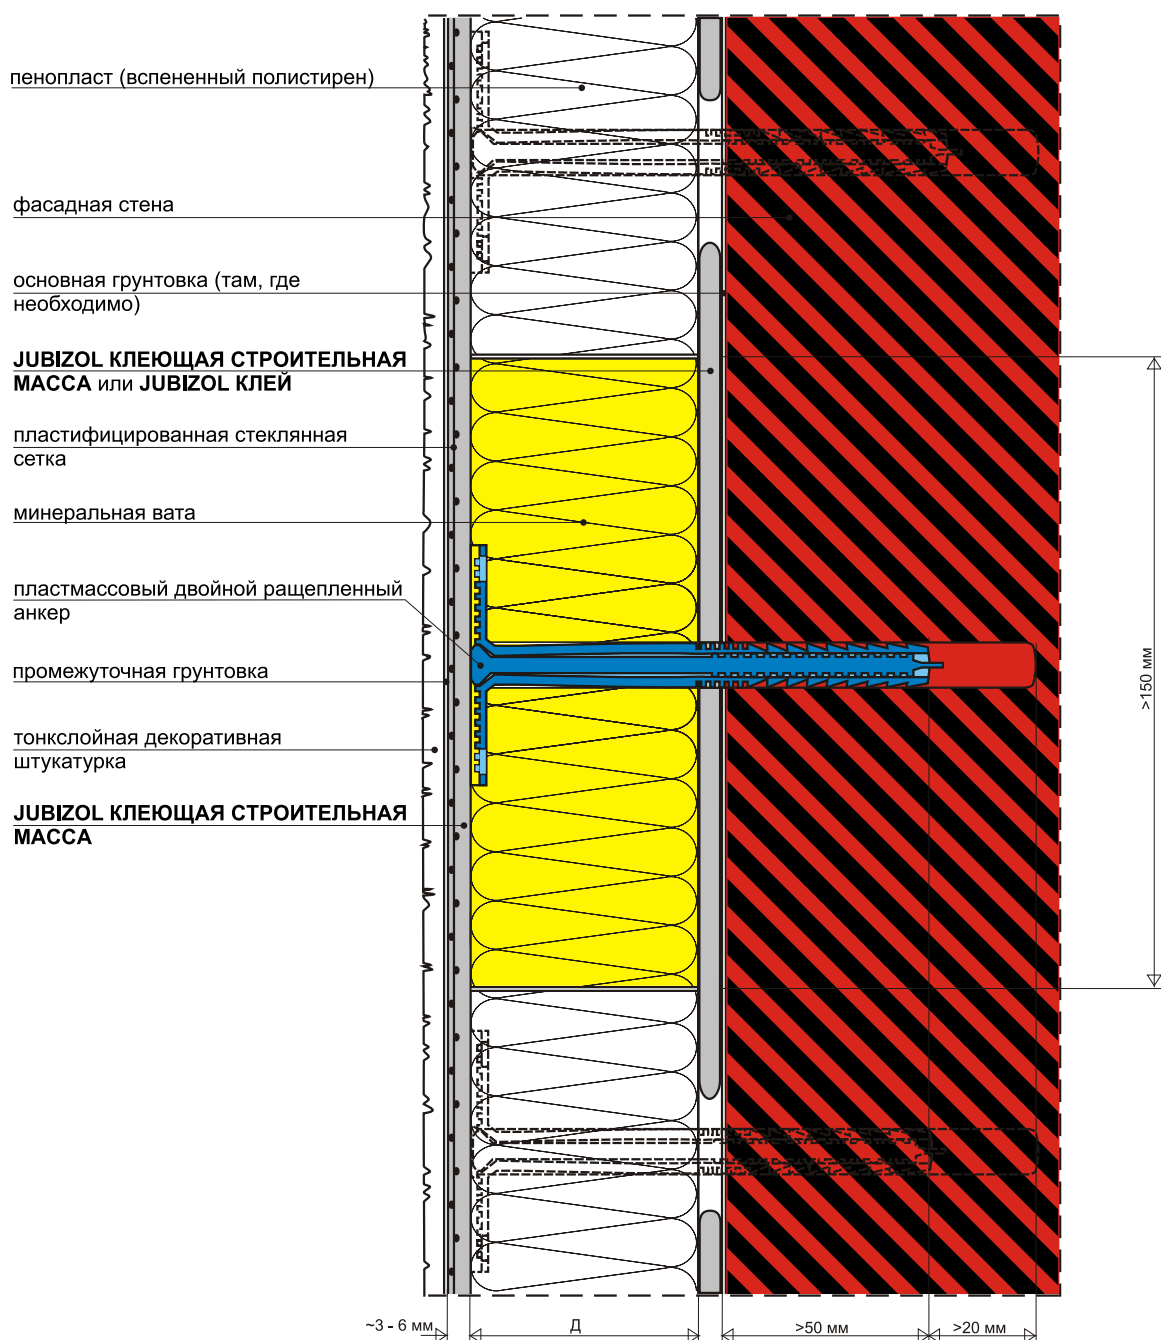 пенопласт (вспененный полистирен)
фасадная стена
основная грунтовка (там, где
необходимо)
JUBIZOL КЛЕЮЩАЯ СТРОИТЕЛЬНАЯ
МАССА или JUBIZOL КЛЕЙ
пластифицированная стеклянная
сетка
минеральная вата
пластмассовый двойной ращепленный
анкер
промежуточная грунтовка
тонкслойная декоративная
штукатурка
JUBIZOL КЛЕЮЩАЯ СТРОИТЕЛЬНАЯ
МАССА
>150 мм
~3 - 6 мм
Д
>50 мм
>20 мм